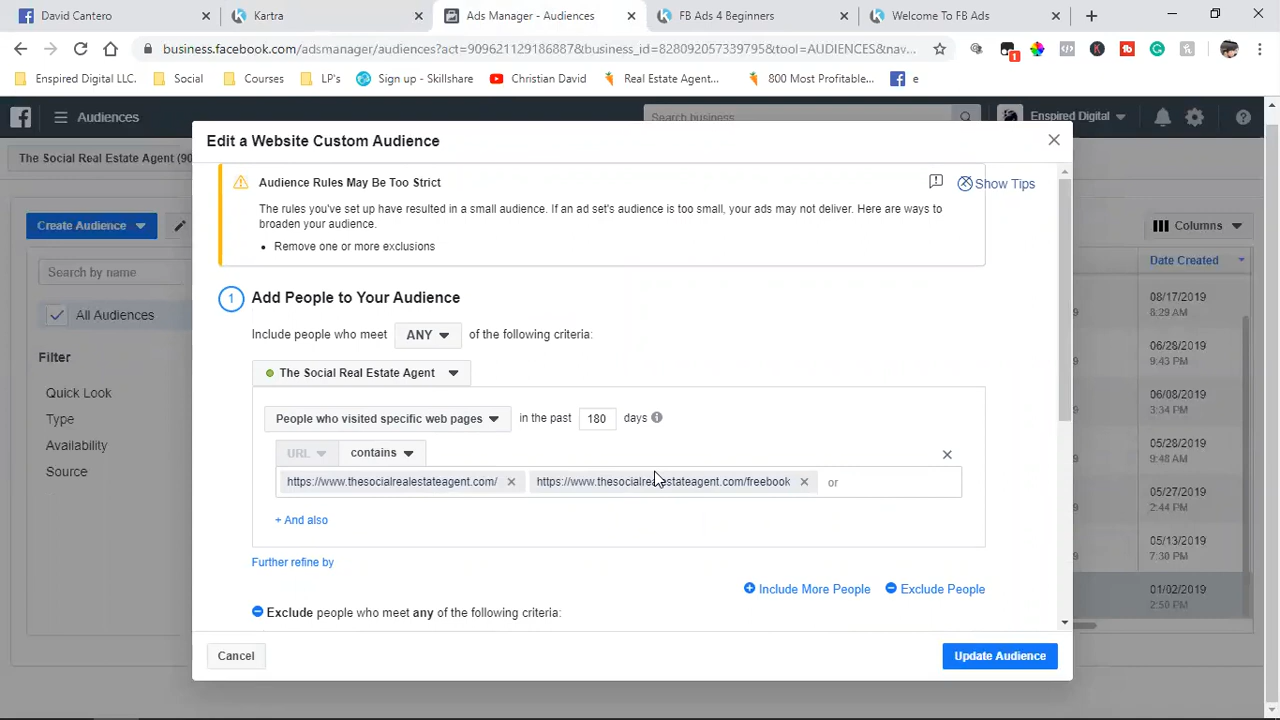 David Cantero
Kartra
Ads Manager - Audiences
FB Ads 4 Beginners
Welcome To FB Ads
business.facebook.com/adsmanager/audiences?act=909621129186887&business_id=828092057339795&tool=AUDIENCES&nav...
1
Enspired Digital LLC.
Social
Courses
LP's
Sign up - Skillshare
Christian David
Real Estate Agent...
800 Most Profitable...
e
Audiences
Search business
Enspired Digital
The Social Real Estate Agent (90
Edit a Website Custom Audience
Create Audience
Columns
Search by name
Date Created
All Audiences
Filter
Quick Look
Type
Availability
Source
Audience Rules May Be Too Strict
Show Tips
The rules you've set up have resulted in a small audience. If an ad set's audience is too small, your ads may not deliver. Here are ways to
broaden your audience.
• Remove one or more exclusions
1 Add People to Your Audience
Include people who meet ANY of the following criteria:
The Social Real Estate Agent
People who visited specific web pages in the past 180 days
URL contains
https://www.thesocialrealestateagent.com/ https://www.thesocialrealestateagent.com/freebook or
+ And also
Further refine by
Include More People Exclude People
Exclude people who meet any of the following criteria:
Cancel
Update Audience
08/17/2019
06/28/2019
9:43 PM
06/08/2019
3:34 PM
05/28/2019
9:48 AM
05/27/2019
2:44 PM
05/13/2019
7:30 PM
01/02/2019
2:50 PM